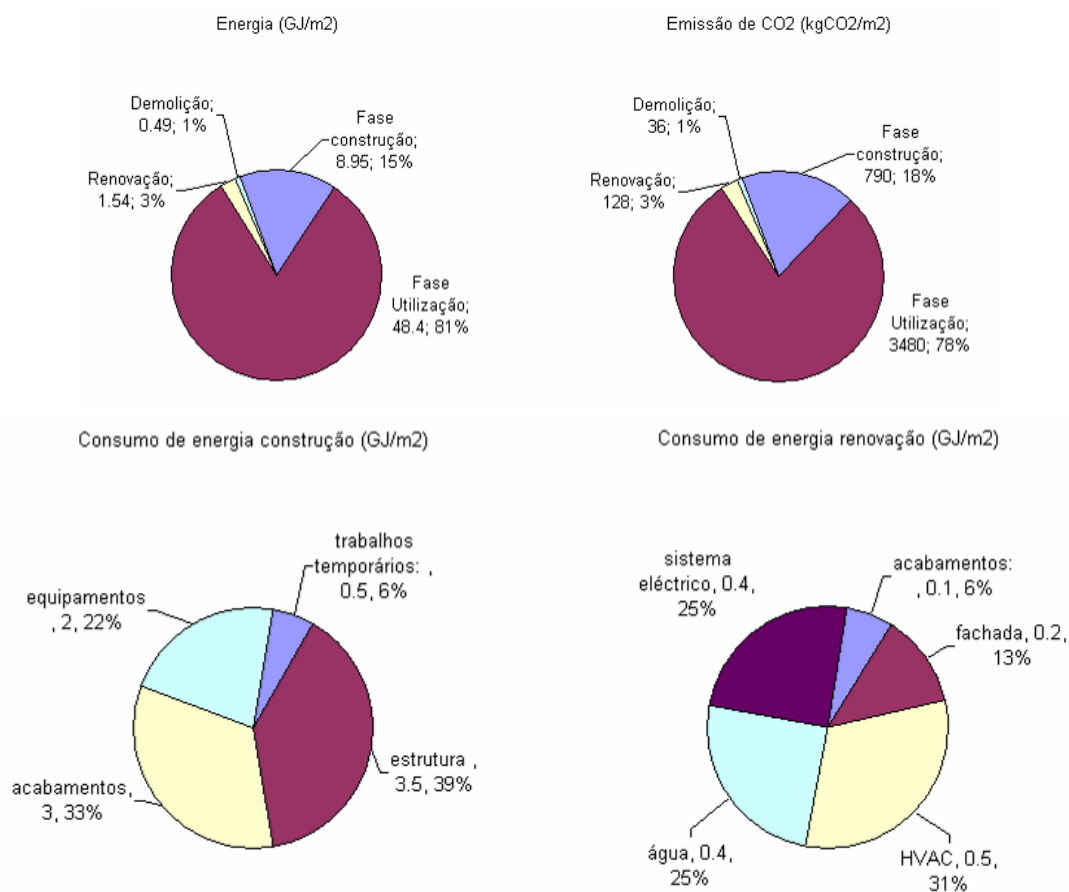 Energia (GJ/m2)
Demolição;
0.49; 1%
Fase
construção;
8.95; 15%
Renovação;
1.54; 3%
Fase
Utilização;
48.4; 81%
Emissão de CO2 (kgCO2/m2)
Demolição;
36; 1%
Fase
construção;
790; 18%
Renovação;
128; 3%
Fase
Utilização;
3480; 78%
Consumo de energia construção (GJ/m2)
trabalhos
temporários: ,
0.5, 6%
equipamentos
, 2, 22%
estrutura ,
3.5, 39%
acabamentos,
3, 33%
Consumo de energia renovação (GJ/m2)
sistema
eléctrico, 0.4,
25%
acabamentos:
, 0.1, 6%
fachada, 0.2,
13%
água, 0.4,
25%
HVAC, 0.5,
31%